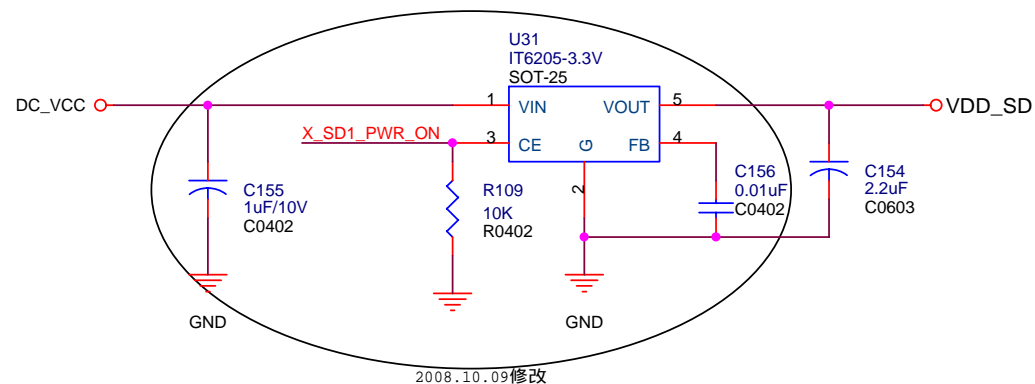 U31
IT6205-3.3V
SOT-25
DC_VCC
1
VIN
VOUT
5
VDD_SD
X_SD1_PWR_ON
3
CE
G
FB
4
2
C155
1uF/10V
C0402
R109
10K
R0402
C156
0.01uF
C0402
C154
2.2uF
C0603
GND
GND
2008.10.09修改